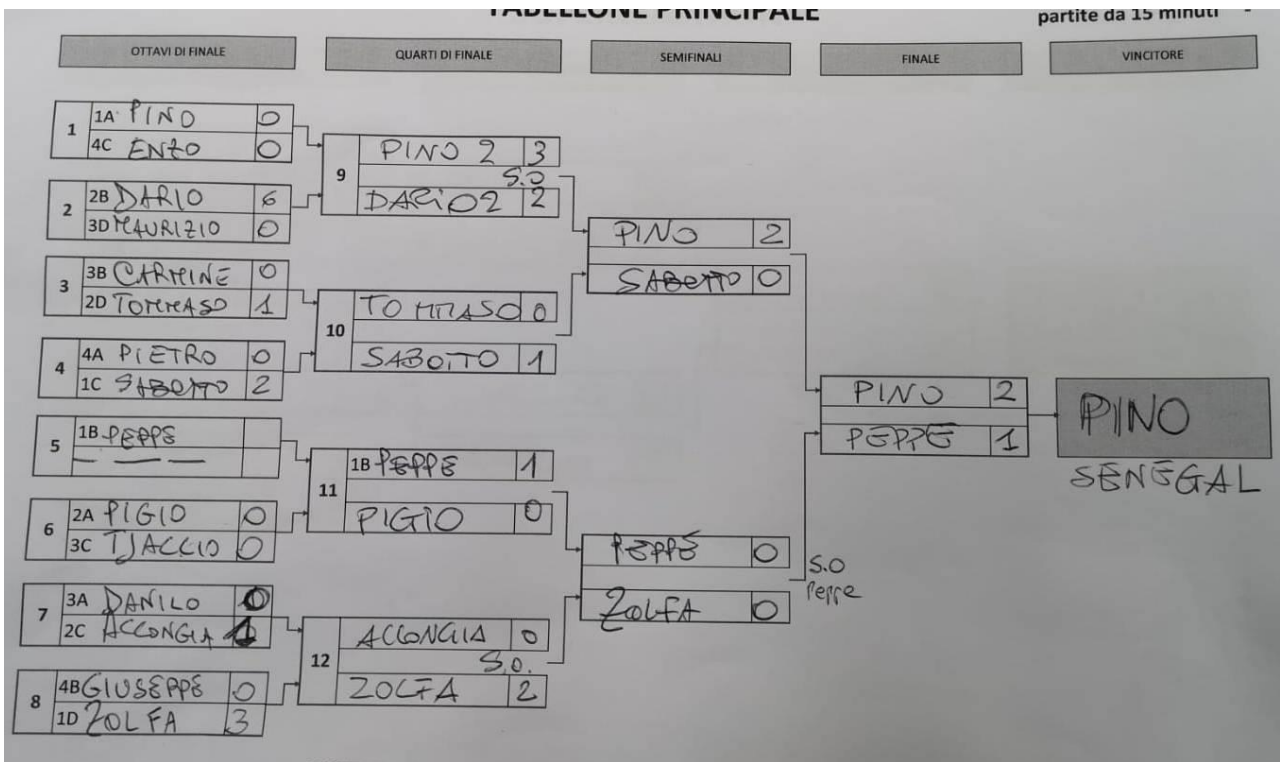 TABELLONE PRINCIPALE
partite da 15 minuti
OTTAVI DI FINALE
QUARTI DI FINALE
SEMIFINALI
FINALE
VINCITORE
1
1A PINO 0
4C ENZO 0
2
2B DARIO 6
3D MAURIZIO 0
3
3B CARMINE 0
2D TOMMASO 1
4
4A PIETRO 0
1C SABETTO 2
5
1B PEPPE
— — —
6
2A PIGIO 0
3C TJACCIO 0
7
3A DANILO 0
2C ACCONGIA 1
8
4B GIUSEPPE 0
1D ZOLFA 3
9
PINO 2 3
S.O
DARIO 2 2
10
TOMMASO 0
SABOTTO 1
11
1B PEPPE 1
PIGIO 0
12
ACCONGIA 0
S.O.
ZOLFA 2
PINO 2
SABETTO 0
PEPPE 0
ZOLFA 0
S.O
Peppe
PINO 2
PEPPE 1
PINO
SENEGAL